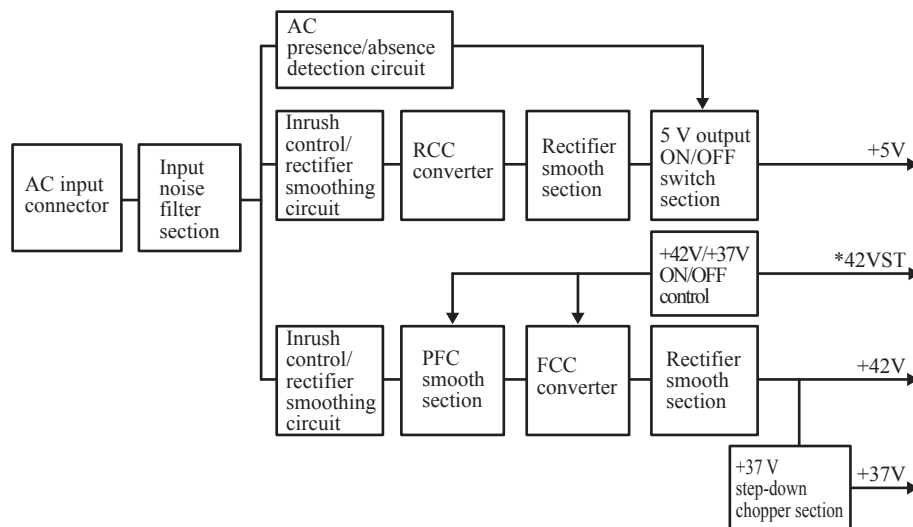 AC
presence/absence
detection circuit
AC input
connector
Input
noise
filter
section
Inrush
control/
rectifier
smoothing
circuit
RCC
converter
Rectifier
smooth
section
5 V output
ON/OFF
switch
section
+5V
+42V/+37V
ON/OFF
control
*42VST
Inrush
control/
rectifier
smoothing
circuit
PFC
smooth
section
FCC
converter
Rectifier
smooth
section
+42V
+37 V
step-down
chopper section
+37V